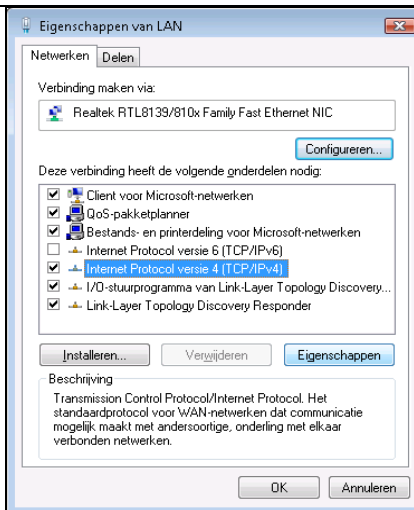 Eigenschappen van LAN
Netwerken
Delen
Verbinding maken via:
Realtek RTL8139/810x Family Fast Ethernet NIC
Configureren...
Deze verbinding heeft de volgende onderdelen nodig:
Client voor Microsoft-netwerken
QoS-pakketplanner
Bestands- en printerdeling voor Microsoft-netwerken
Internet Protocol versie 6 (TCP/IPv6)
Internet Protocol versie 4 (TCP/IPv4)
I/O-stuurprogramma van Link-Layer Topology Discovery...
Link-Layer Topology Discovery Responder
Installeren...
Verwijderen
Eigenschappen
Beschrijving
Transmission Control Protocol/Internet Protocol. Het
standaardprotocol voor WAN-netwerken dat communicatie
mogelijk maakt met andersoortige, onderling met elkaar
verbonden netwerken.
OK
Annuleren